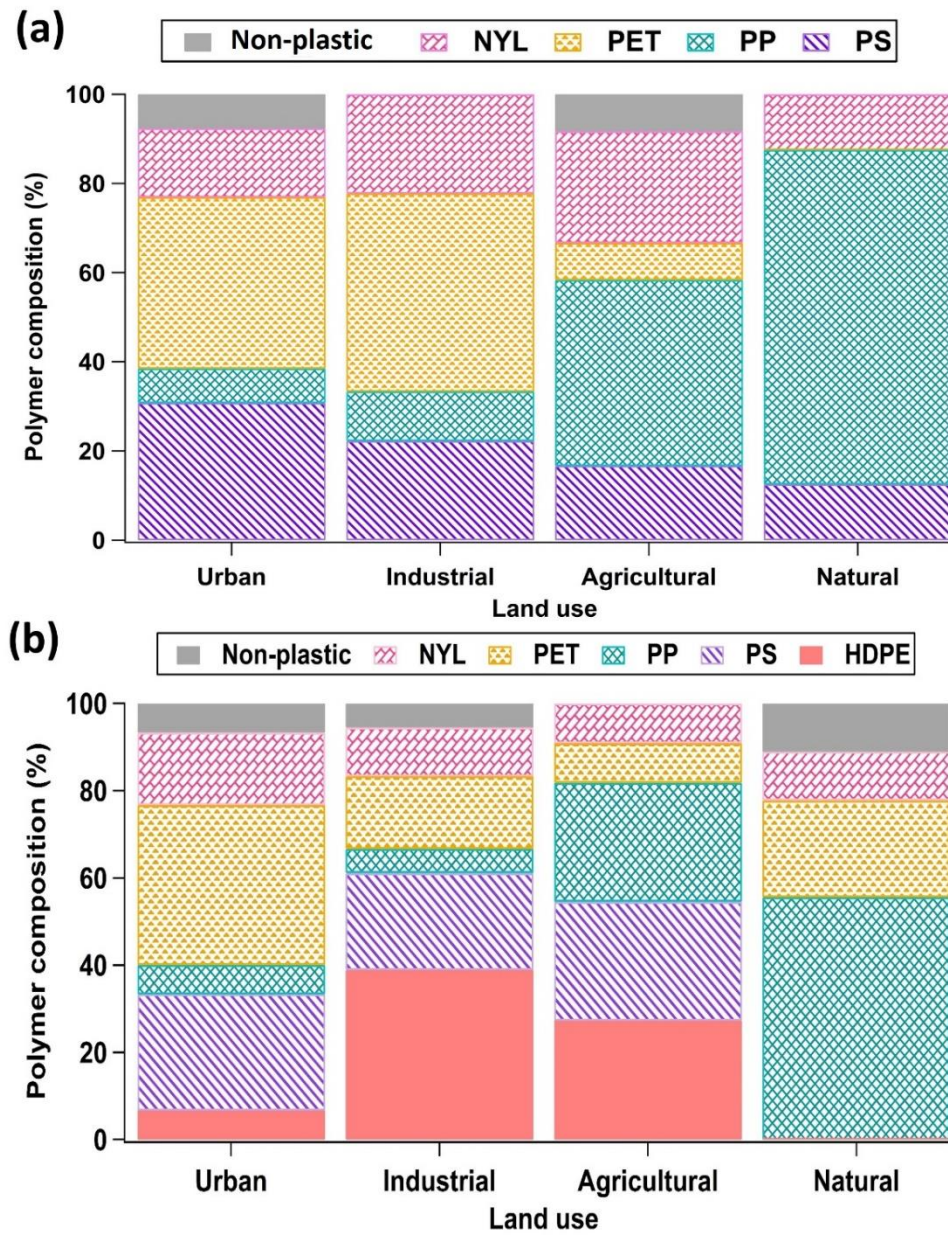 (a)
Non-plastic NYL PET PP PS
100
80
60
40
20
0
Polymer composition (%)
Urban Industrial Agricultural Natural
Land use
(b)
Non-plastic NYL PET PP PS HDPE
100
80
60
40
20
0
Polymer composition (%)
Urban Industrial Agricultural Natural
Land use